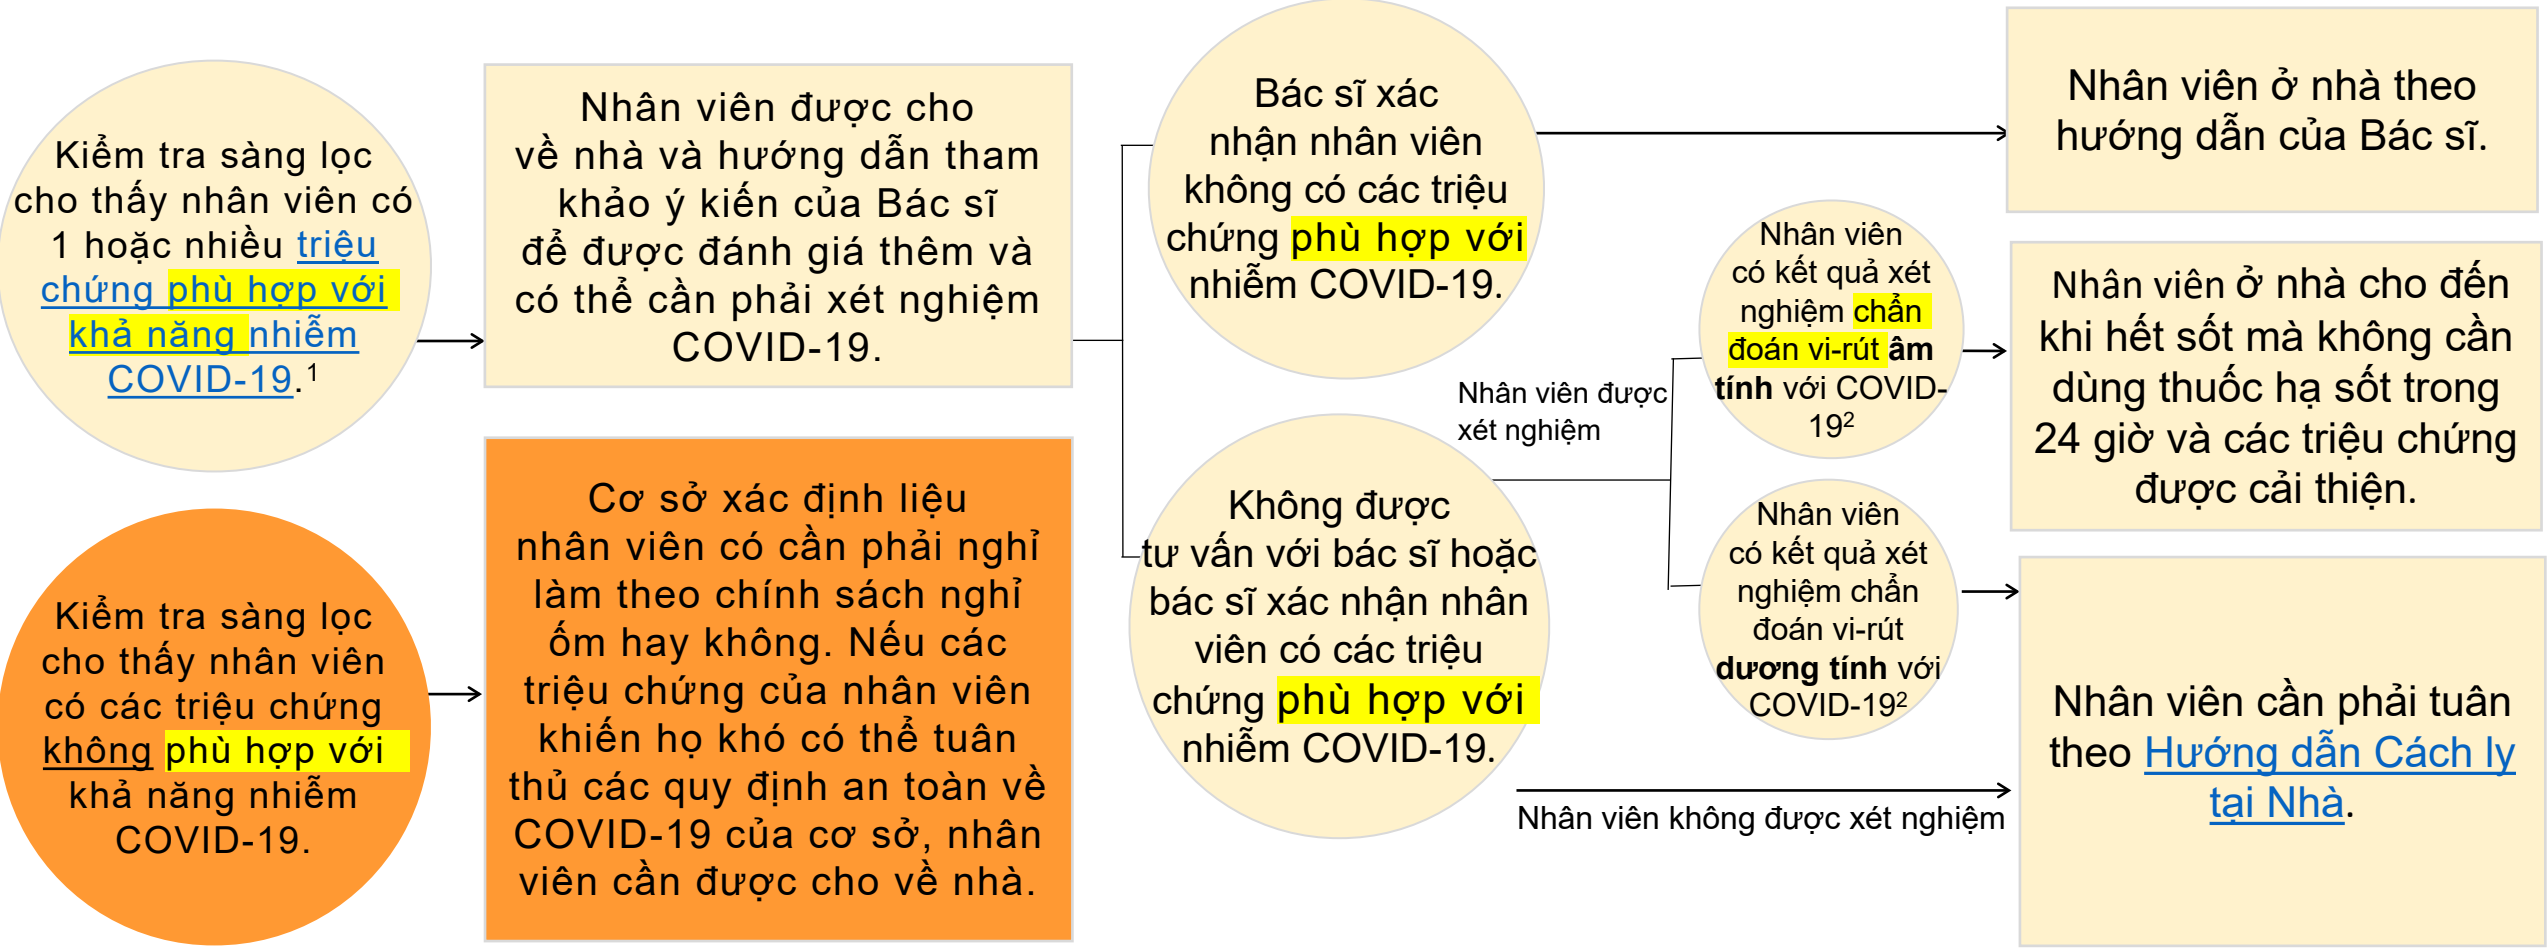 Kiểm tra sàng lọc
cho thấy nhân viên có
1 hoặc nhiều triệu
chứng phù hợp với
khả năng nhiễm
COVID-19.1
Nhân viên được cho
về nhà và hướng dẫn tham
khảo ý kiến của Bác sĩ
để được đánh giá thêm và
có thể cần phải xét nghiệm
COVID-19.
Bác sĩ xác
nhận nhân viên
không có các triệu
chứng phù hợp với
nhiễm COVID-19.
Nhân viên ở nhà theo
hướng dẫn của Bác sĩ.
Nhân viên được
xét nghiệm
Nhân viên
có kết quả xét
nghiệm chẩn
đoán vi-rút âm
tính với COVID-
192
Nhân viên ở nhà cho đến
khi hết sốt mà không cần
dùng thuốc hạ sốt trong
24 giờ và các triệu chứng
được cải thiện.
Không được
tư vấn với bác sĩ hoặc
bác sĩ xác nhận nhân
viên có các triệu
chứng phù hợp với
nhiễm COVID-19.
Nhân viên
có kết quả xét
nghiệm chẩn
đoán vi-rút
dương tính với
COVID-192
Nhân viên không được xét nghiệm
Nhân viên cần phải tuân
theo Hướng dẫn Cách ly
tại Nhà.
Kiểm tra sàng lọc
cho thấy nhân viên
có các triệu chứng
không phù hợp với
khả năng nhiễm
COVID-19.
Cơ sở xác định liệu
nhân viên có cần phải nghỉ
làm theo chính sách nghỉ
ốm hay không. Nếu các
triệu chứng của nhân viên
khiến họ khó có thể tuân
thủ các quy định an toàn về
COVID-19 của cơ sở, nhân
viên cần được cho về nhà.